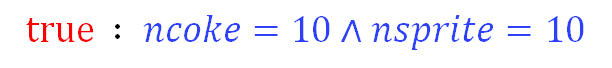 true : ncoke = 10 ∧ nsprite = 10